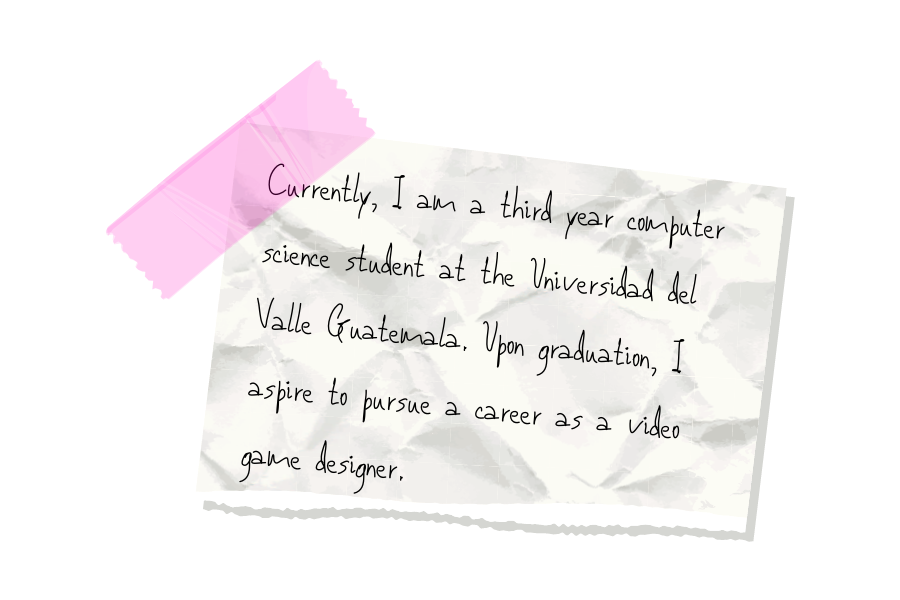 Currently, I am a third year computer
science student at the Universidad del
Valle Guatemala. Upon graduation, I
aspire to pursue a career as a video
game designer.